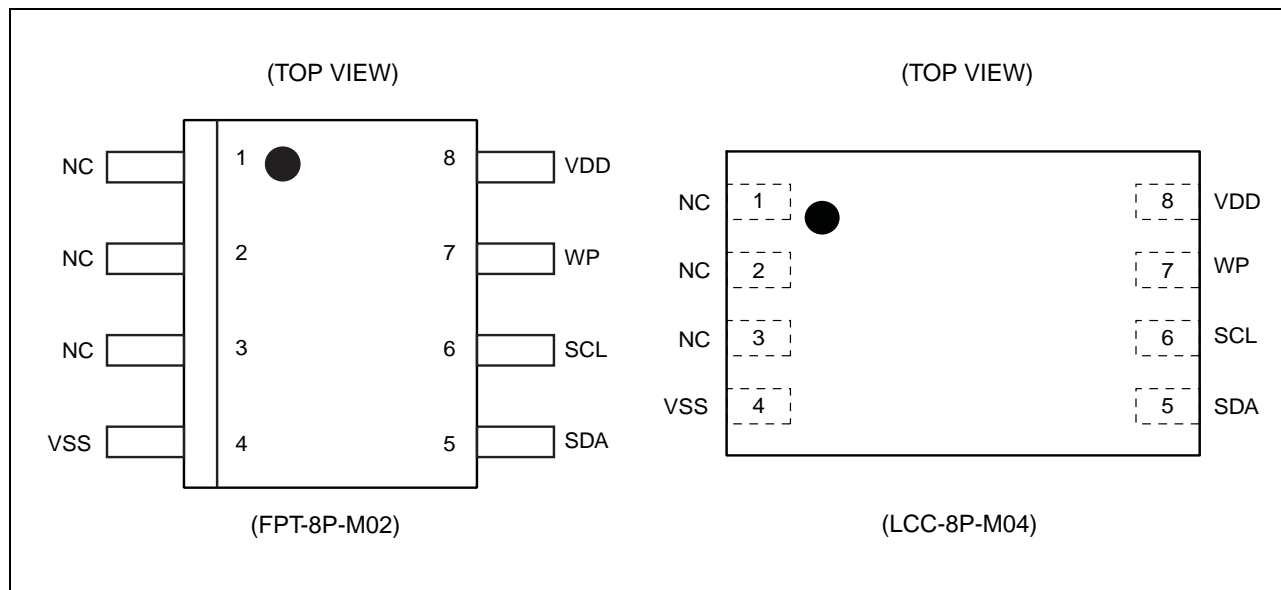 (TOP VIEW)
NC 1 8 VDD
NC 2 7 WP
NC 3 6 SCL
VSS 4 5 SDA
(FPT-8P-M02)
(TOP VIEW)
NC 1 8 VDD
NC 2 7 WP
NC 3 6 SCL
VSS 4 5 SDA
(LCC-8P-M04)